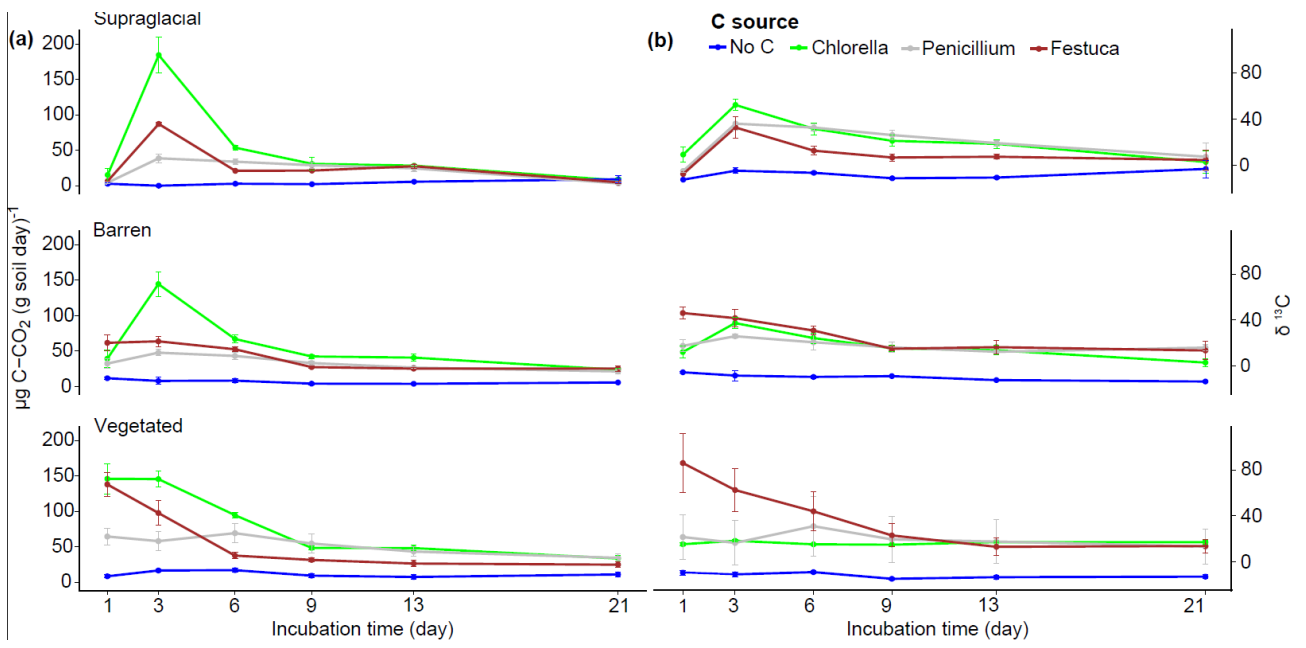 Supraglacial
(a)
200
150
100
50
0
Barren
200
150
100
50
0
Vegetated
200
150
100
50
0
µg C−CO₂ (g soil day)⁻¹
1 3 6 9 13 21
Incubation time (day)
(b)
C source
No C Chlorella Penicillium Festuca
80
40
0
80
40
0
80
40
0
δ ¹³C
1 3 6 9 13 21
Incubation time (day)